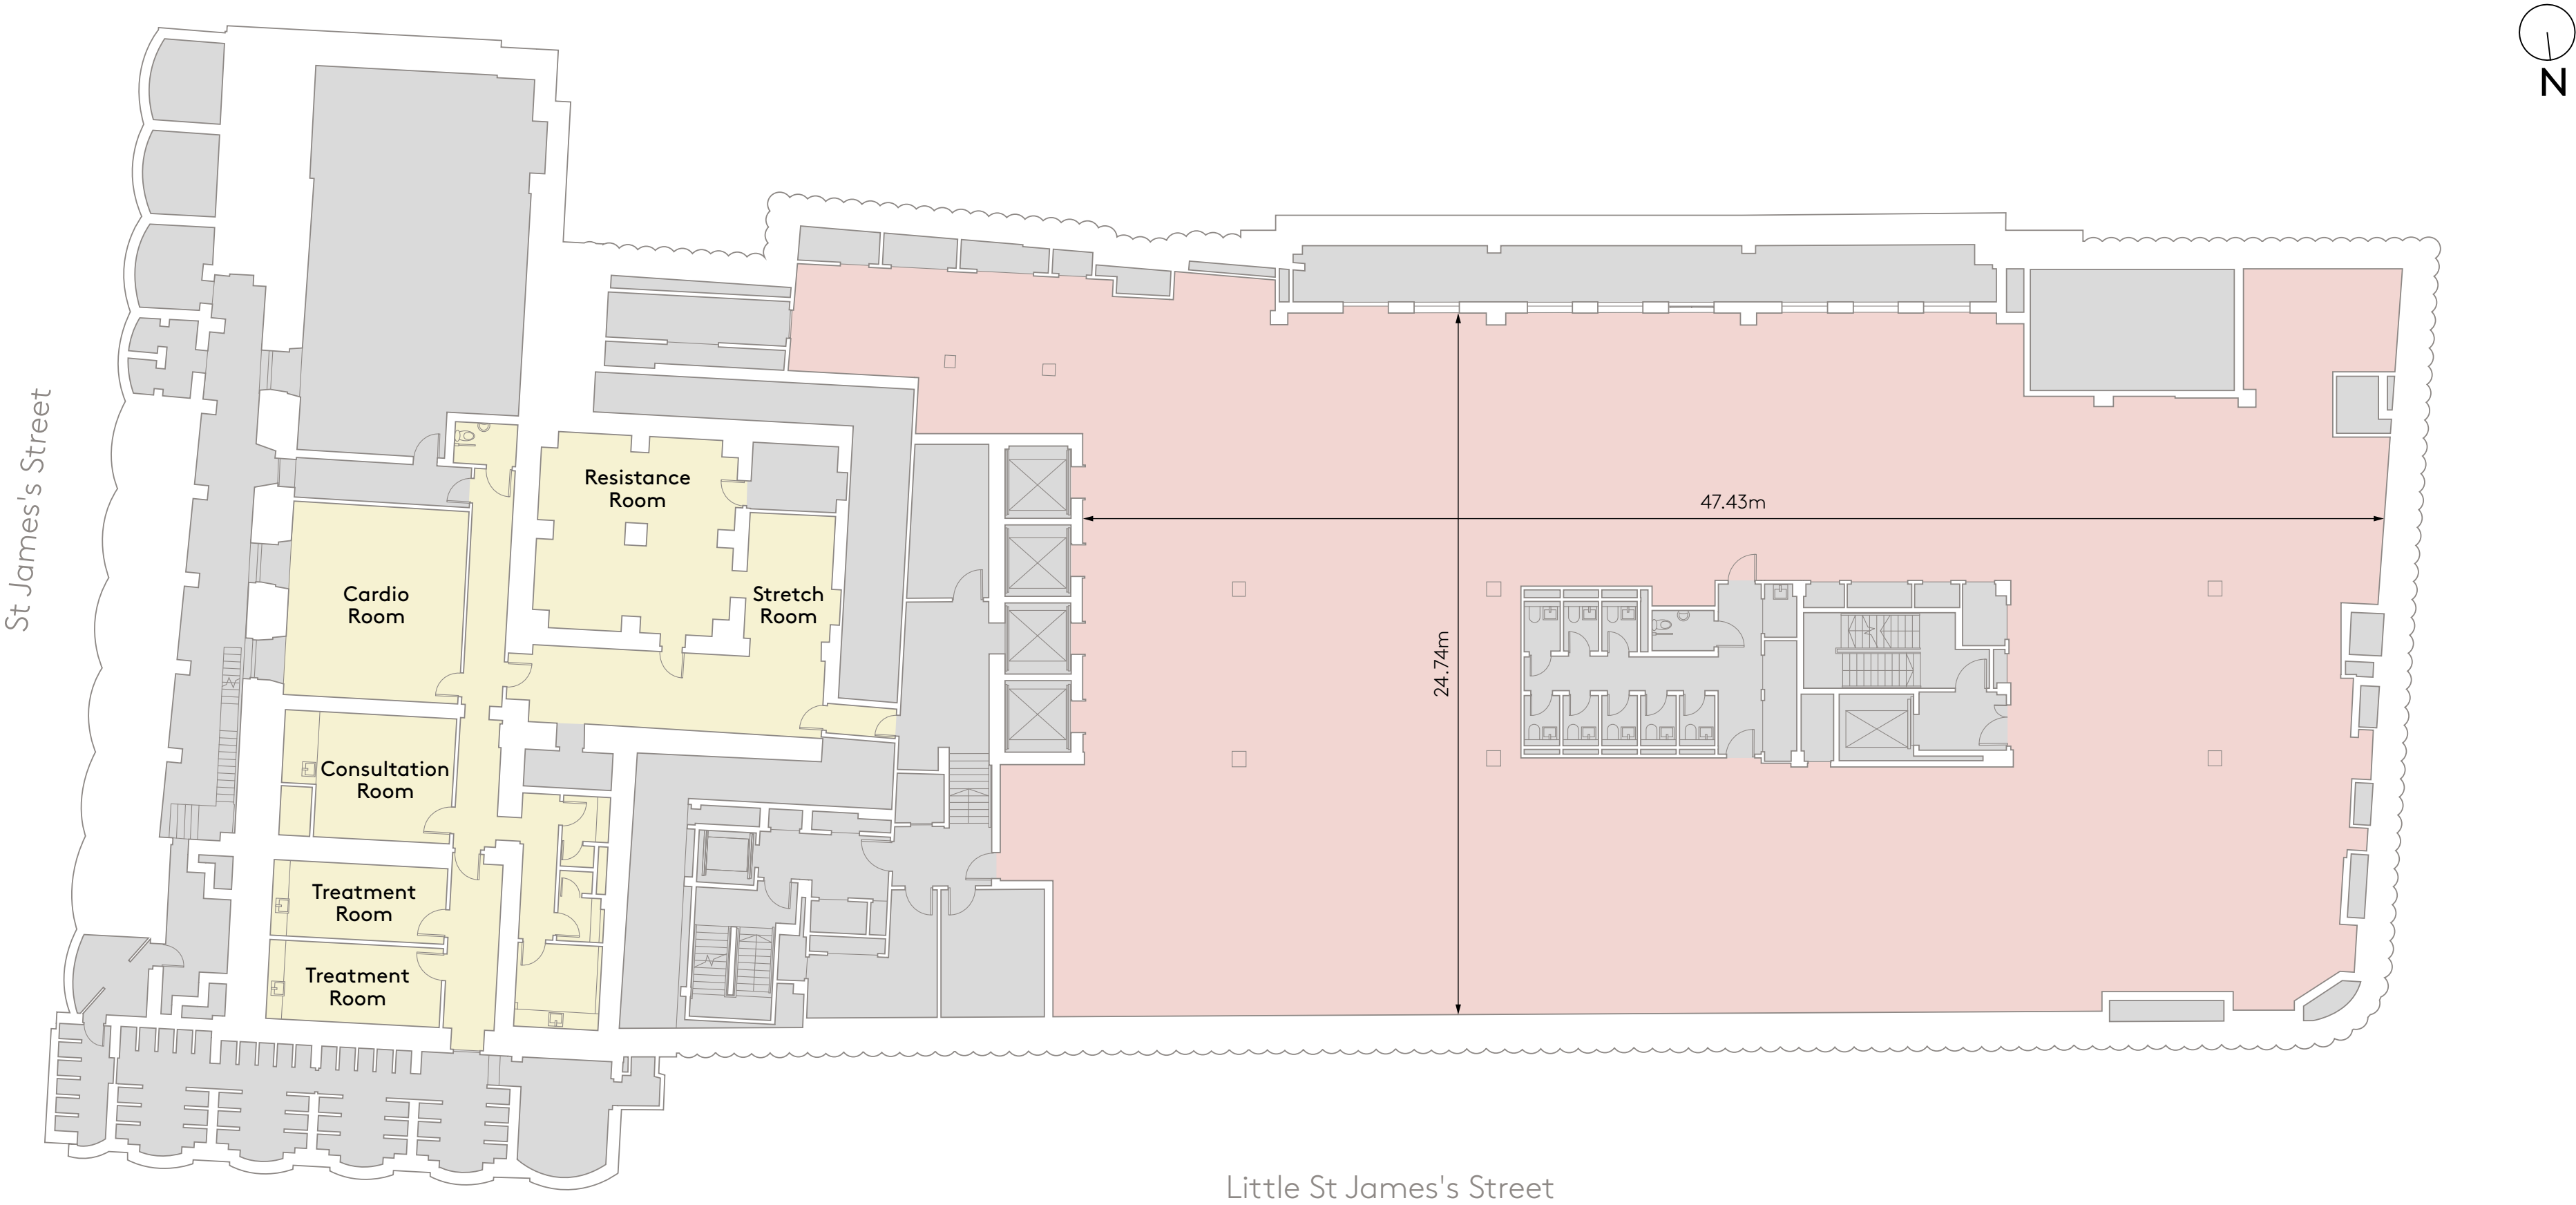 N
St James's Street
Resistance
Room
47.43m
Cardio
Room
Stretch
Room
24.74m
Consultation
Room
Treatment
Room
Treatment
Room
Little St James's Street